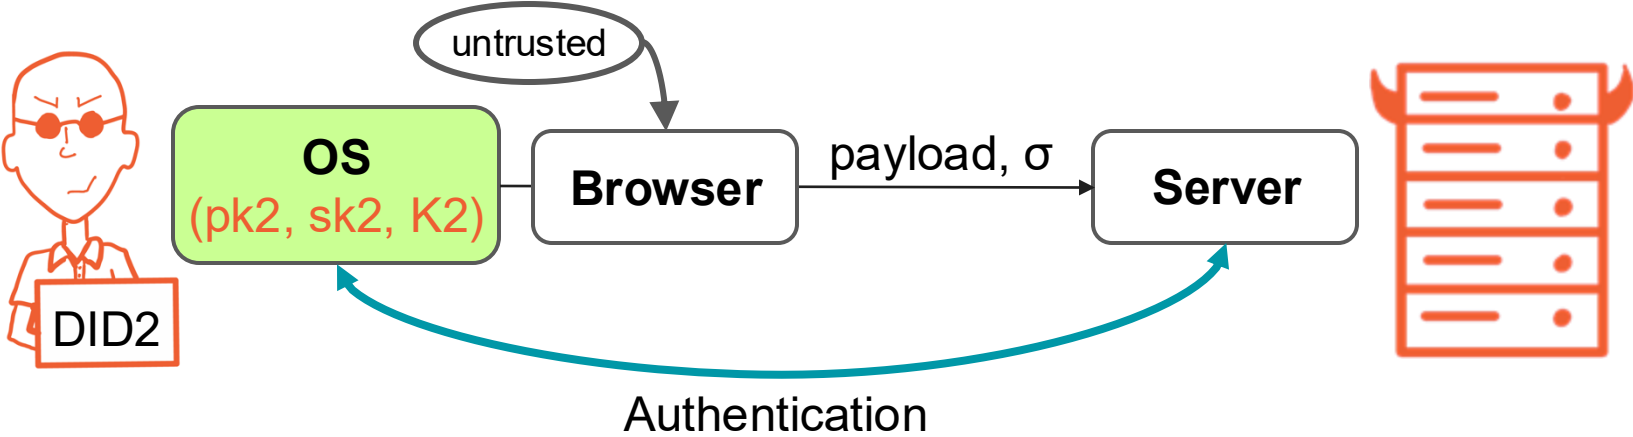 untrusted
OS
(pk2, sk2, K2)
Browser
payload, σ
Server
DID2
Authentication